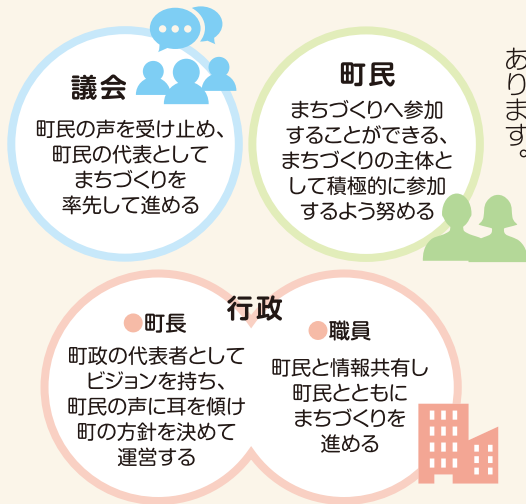 あります。
議会
町民の声を受け止め、
町民の代表として
まちづくりを
率先して進める
町民
まちづくりへ参加
することができる、
まちづくりの主体と
して積極的に参加
するよう努める
行政
●町長
町政の代表者として
ビジョンを持ち、
町民の声に耳を傾け
町の方針を決めて
運営する
●職員
町民と情報共有し
町民とともに
まちづくりを
進める